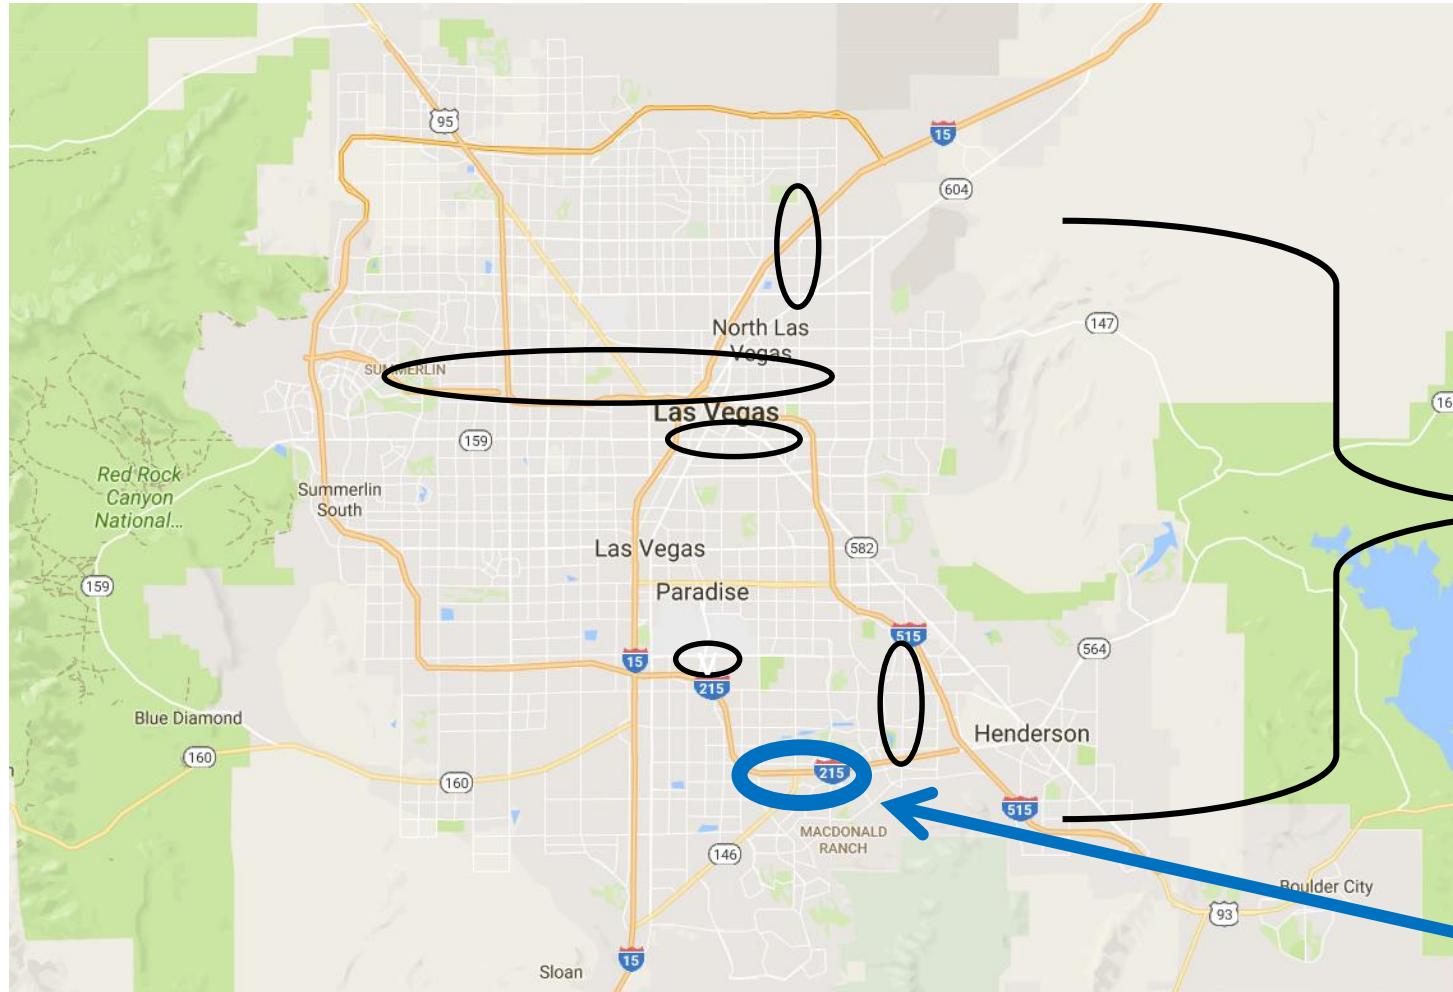 95
15
604
North Las
Vegas
147
SUMMERLIN
16
Las Vegas
159
Red Rock
Canyon
National...
Summerlin
South
Las Vegas
582
159
Paradise
515
564
15
215
Blue Diamond
Henderson
160
160
215
515
MACDONALD
RANCH
146
Boulder City
93
15
Sloan